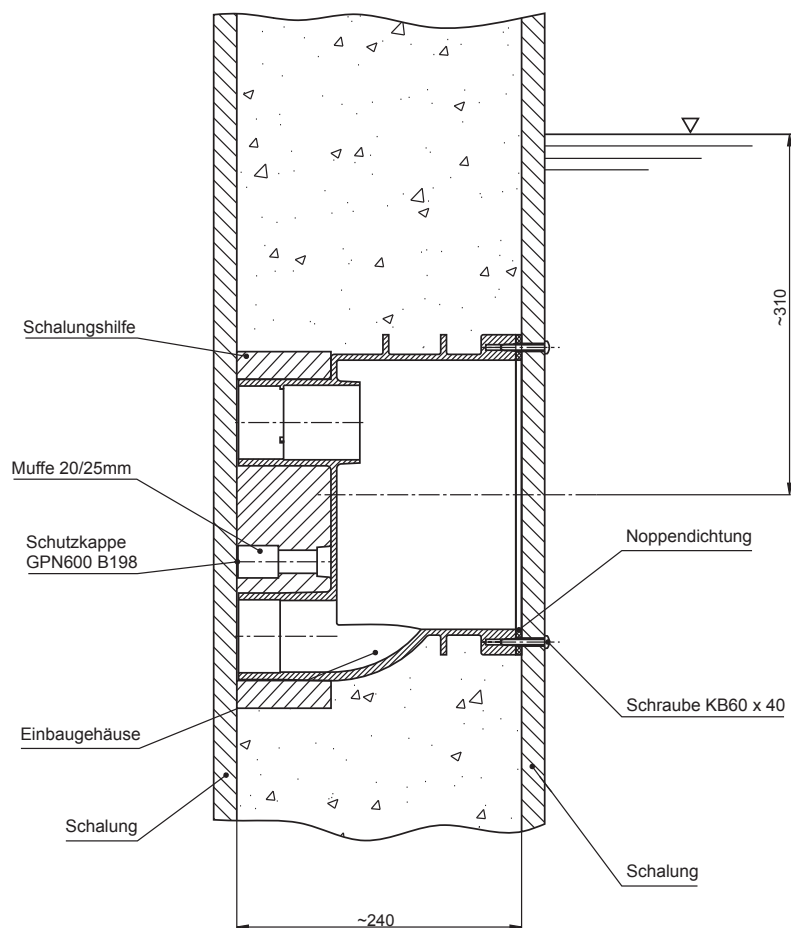 ~310
Schalungshilfe
Muffe 20/25mm
Schutzkappe
GPN600 B198
Noppendichtung
Schraube KB60 x 40
Einbaugehäuse
Schalung
Schalung
~240